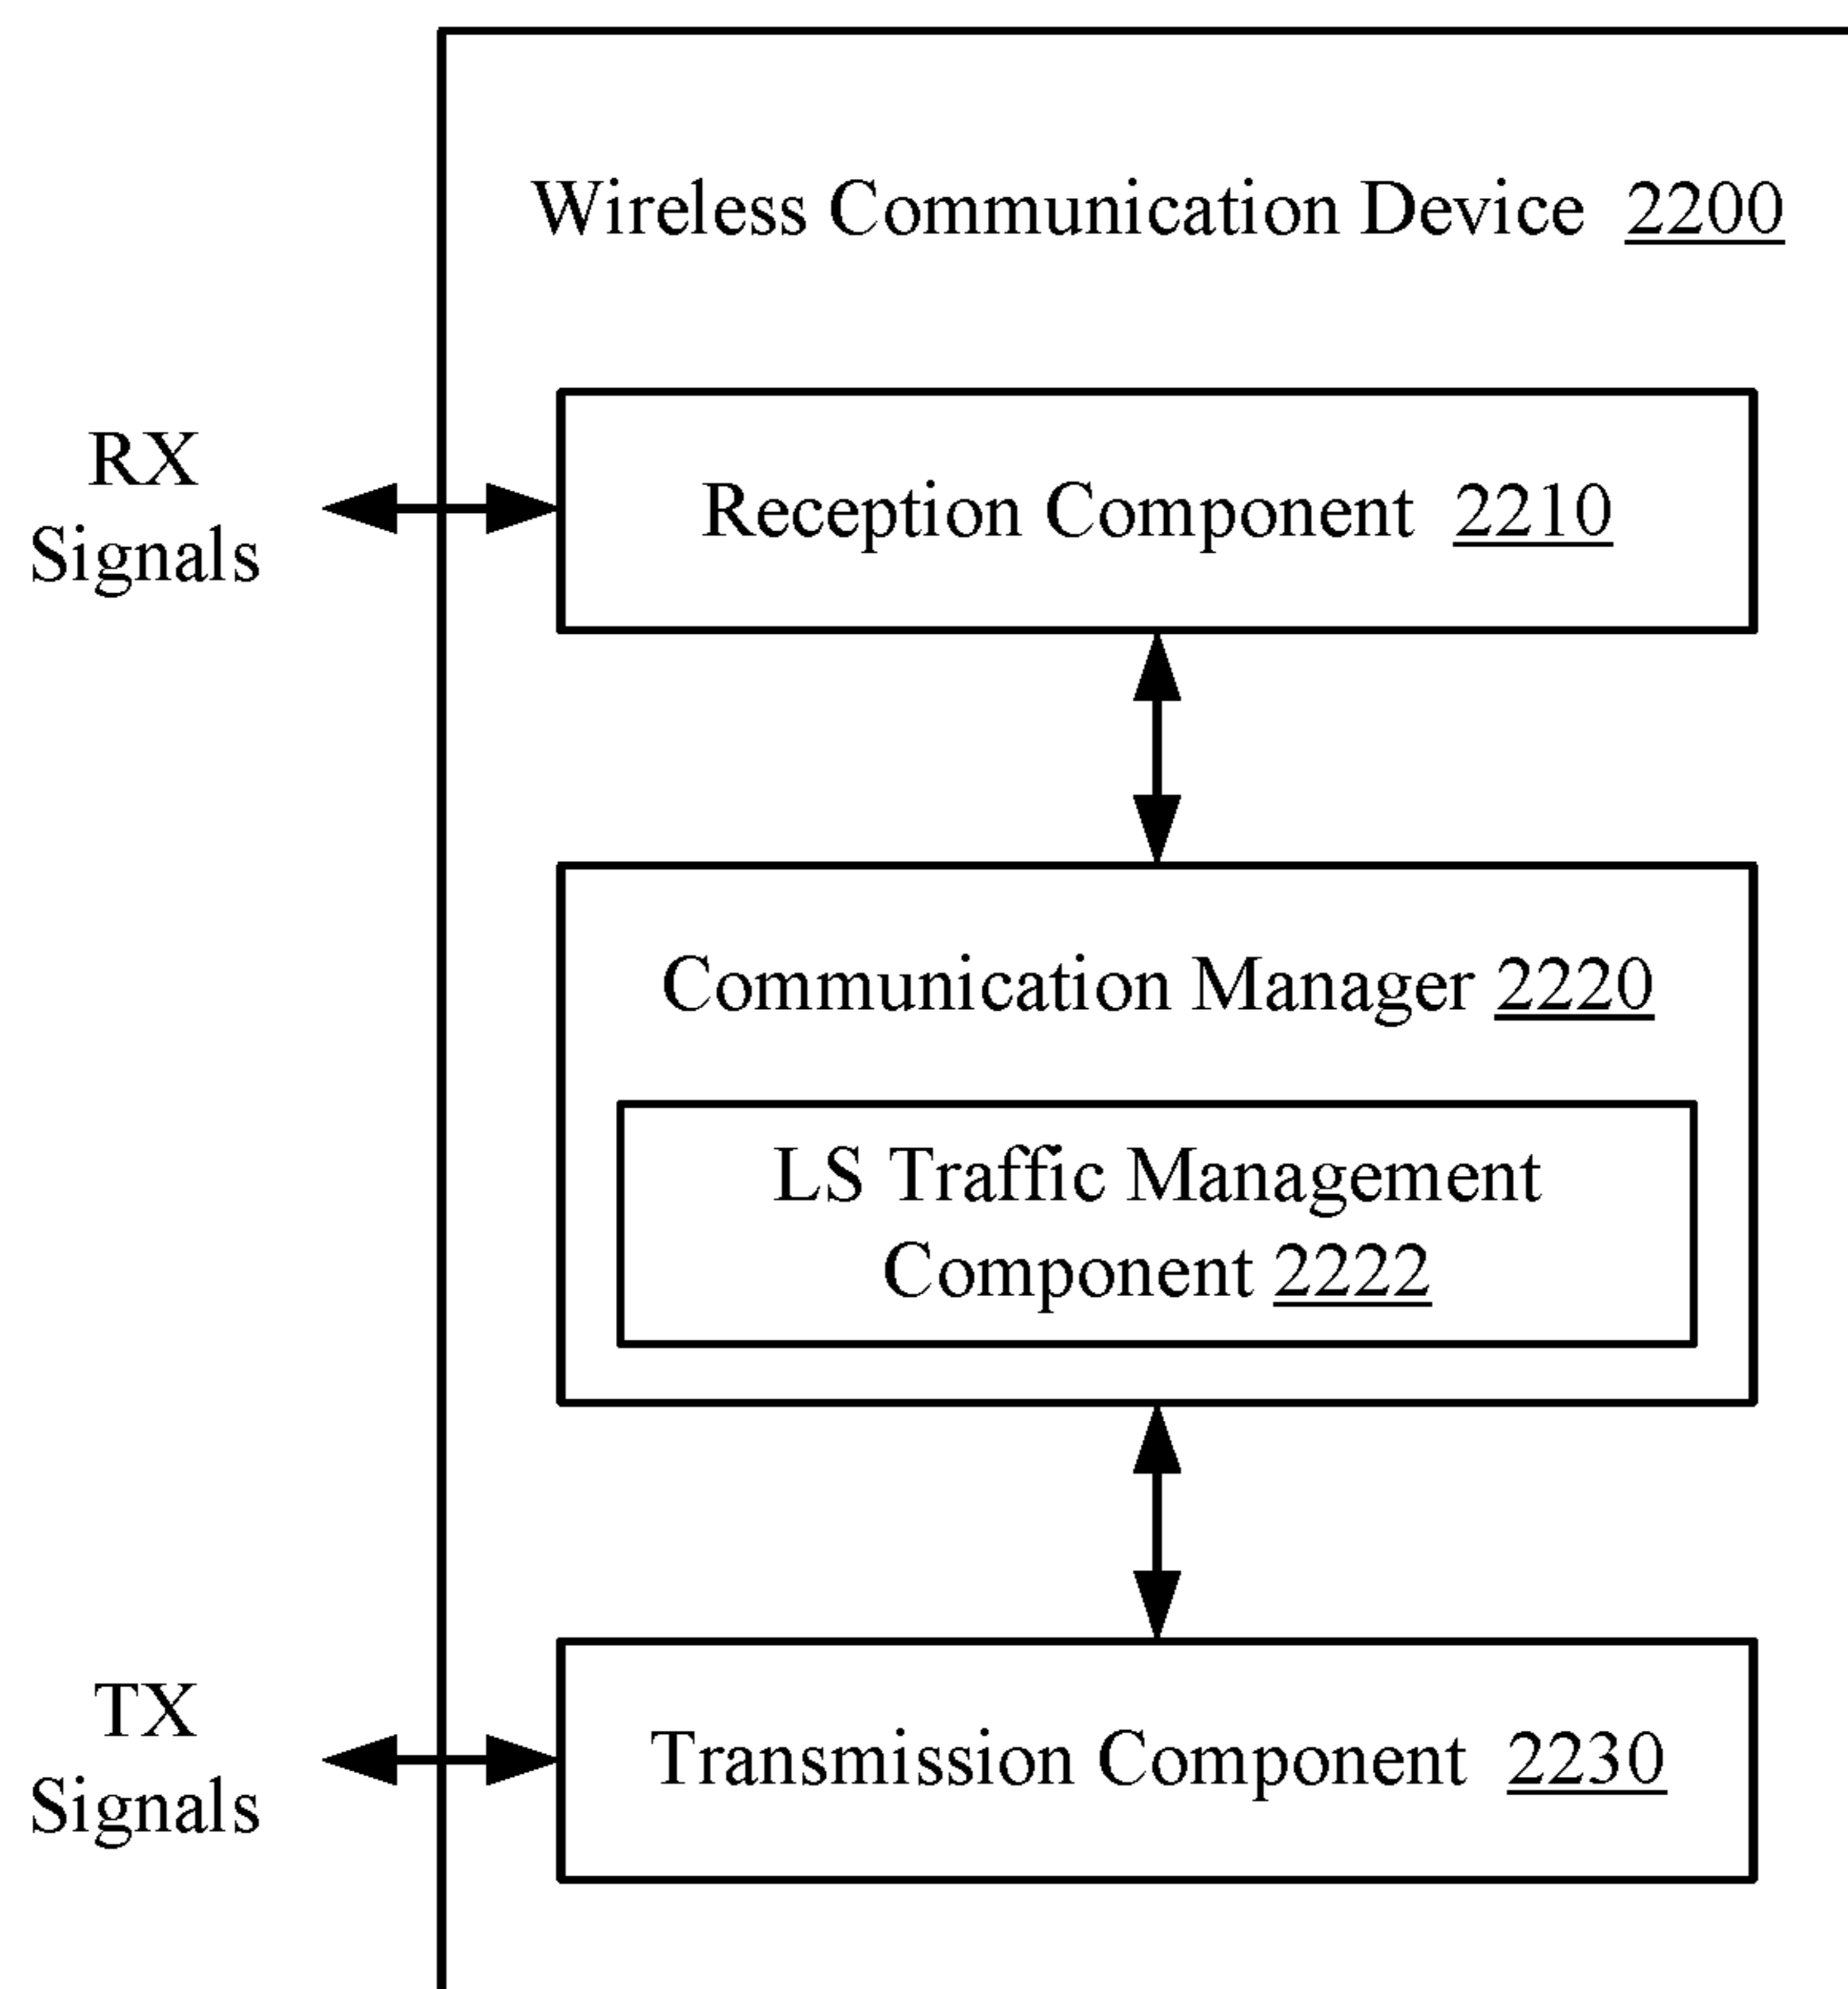 Wireless Communication Device 2200
RX
Signals
Reception Component 2210
Communication Manager 2220
LS Traffic Management
Component 2222
TX
Signals
Transmission Component 2230